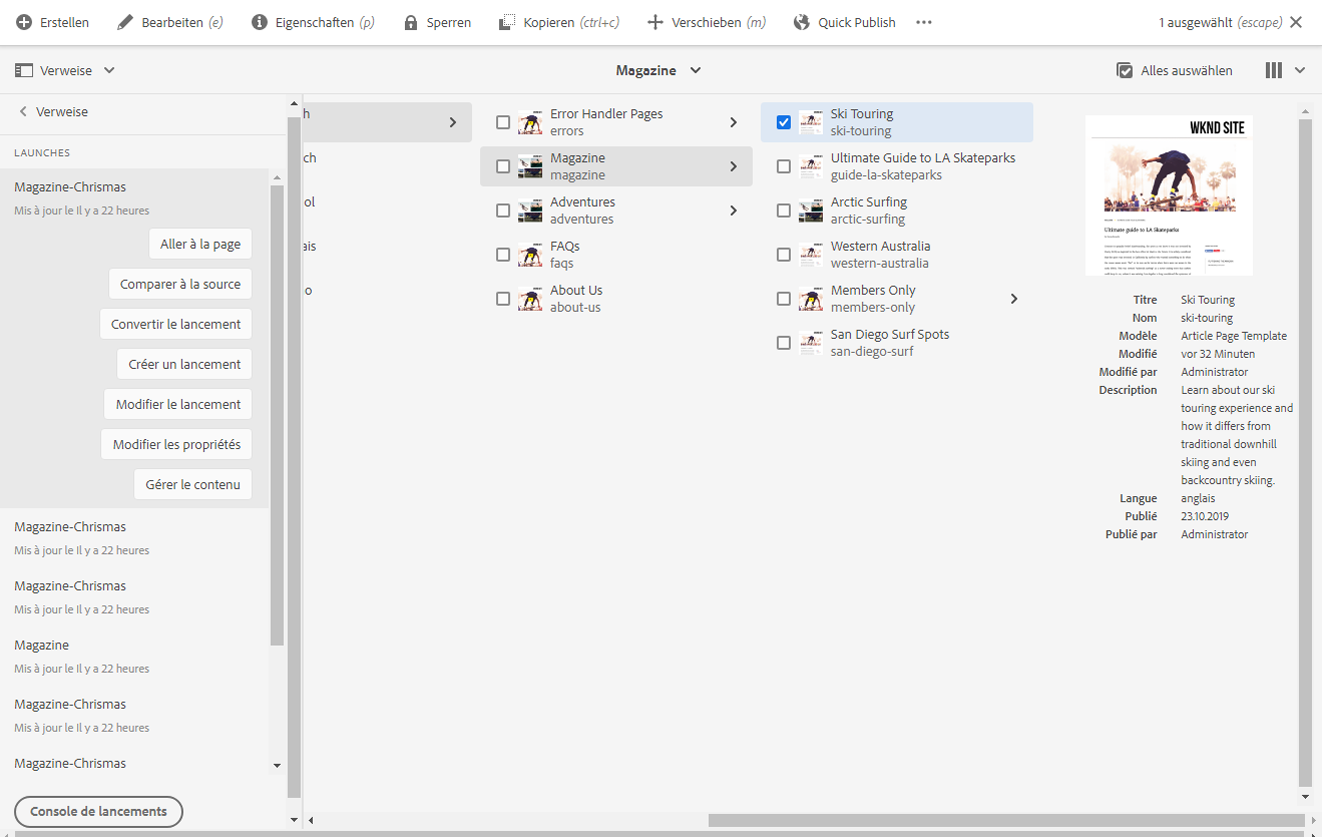 Erstellen Bearbeiten (e) Eigenschaften (p) Sperren Kopieren (ctrl+c) Verschieben (m) Quick Publish 1 ausgewählt (escape)
Verweise Magazine Alles auswählen
Verweise
LAUNCHES
Magazine-Chrismas
Mis à jour le Il y a 22 heures
Aller à la page
Comparer à la source
Convertir le lancement
Créer un lancement
Modifier le lancement
Modifier les propriétés
Gérer le contenu
Magazine-Chrismas
Mis à jour le Il y a 22 heures
Magazine-Chrismas
Mis à jour le Il y a 22 heures
Magazine
Mis à jour le Il y a 22 heures
Magazine-Chrismas
Mis à jour le Il y a 22 heures
Magazine-Chrismas
Console de lancements
h
ch
ol
ais
o
Error Handler Pages
errors
Magazine
magazine
Adventures
adventures
FAQs
faqs
About Us
about-us
Ski Touring
ski-touring
Ultimate Guide to LA Skateparks
guide-la-skateparks
Arctic Surfing
arctic-surfing
Western Australia
western-australia
Members Only
members-only
San Diego Surf Spots
san-diego-surf
WKND SITE
Ultimate guide to LA Skateparks
Titre Ski Touring
Nom ski-touring
Modèle Article Page Template
Modifié vor 32 Minuten
Modifié par Administrator
Description Learn about our ski
touring experience and
how it differs from
traditional downhill
skiing and even
backcountry skiing.
Langue anglais
Publié 23.10.2019
Publié par Administrator